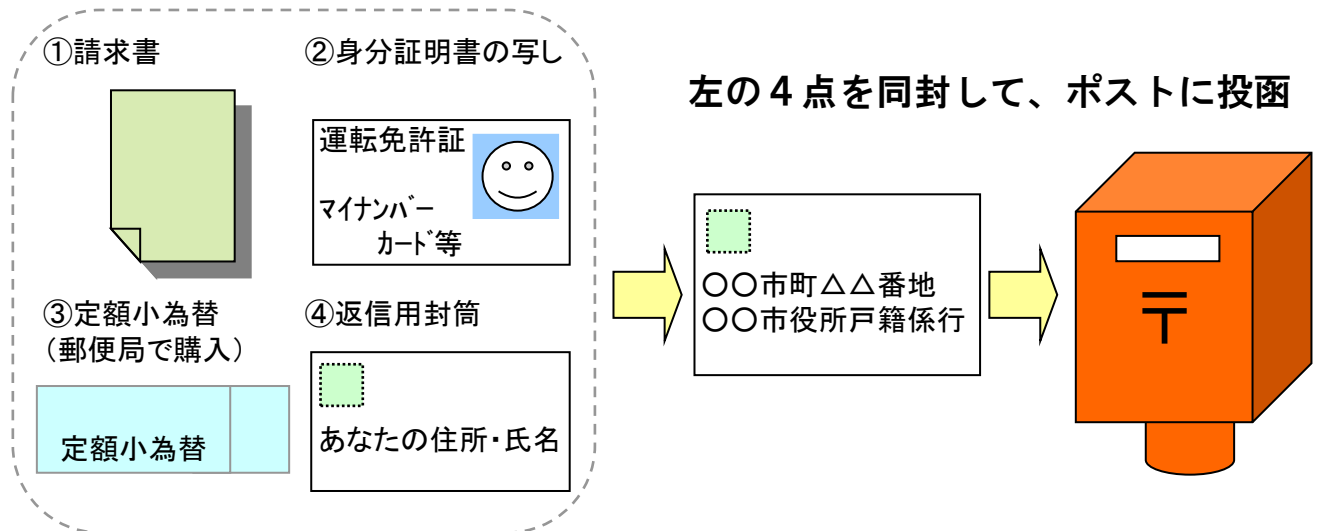 ①請求書
②身分証明書の写し
運転免許証
マイナンバー
カード等
③定額小為替
（郵便局で購入）
定額小為替
④返信用封筒
あなたの住所・氏名
左の４点を同封して、ポストに投函
〇〇市町△△番地
〇〇市役所戸籍係行
〒